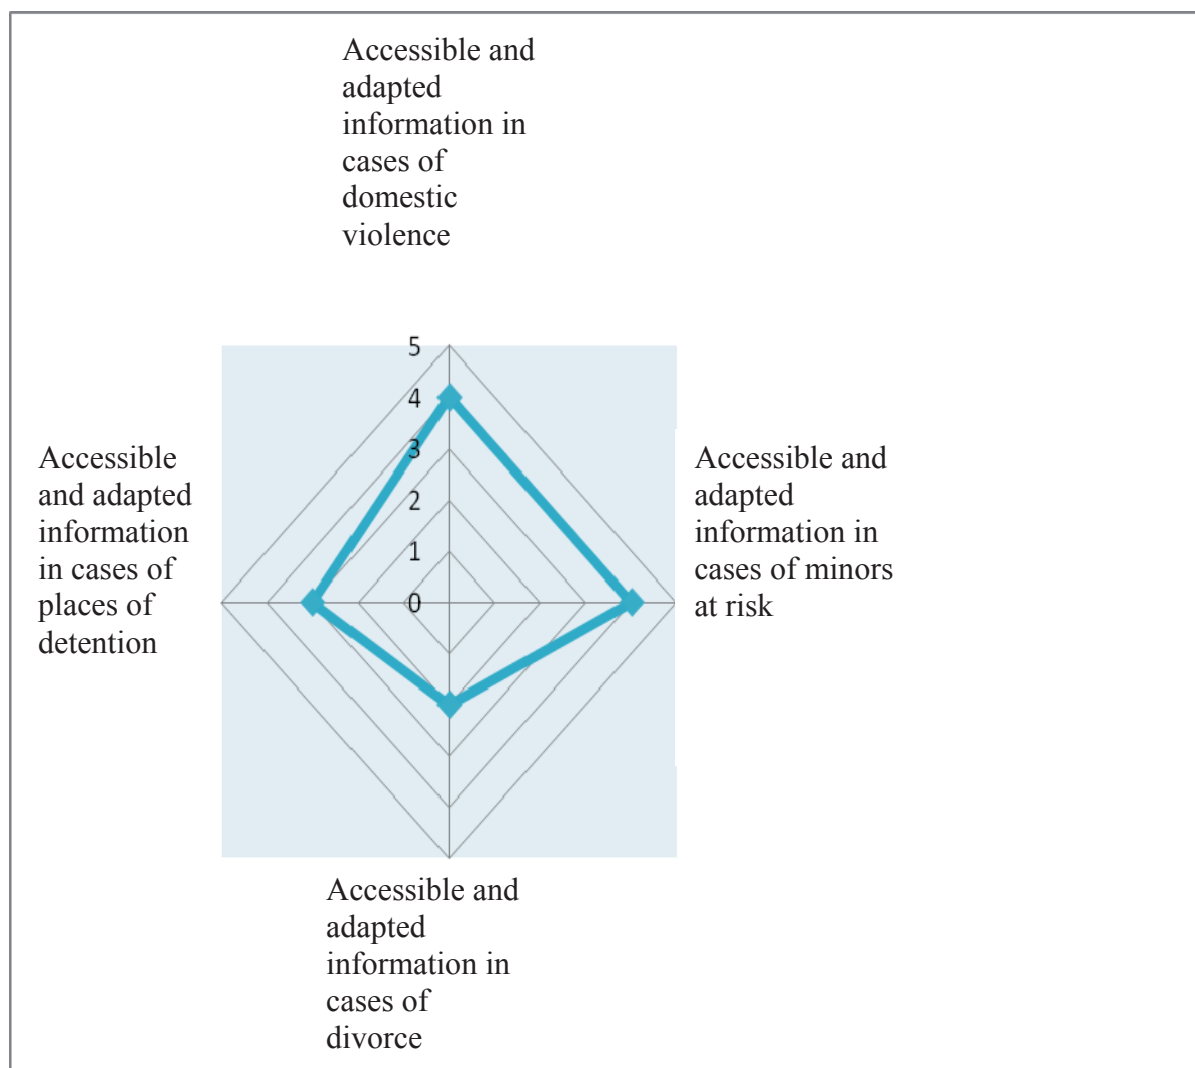 Accessible and
adapted
information in
cases of
domestic
violence
5
4
3
2
1
0
Accessible
and adapted
information
in cases of
places of
detention
Accessible and
adapted
information in
cases of minors
at risk
Accessible and
adapted
information in
cases of
divorce